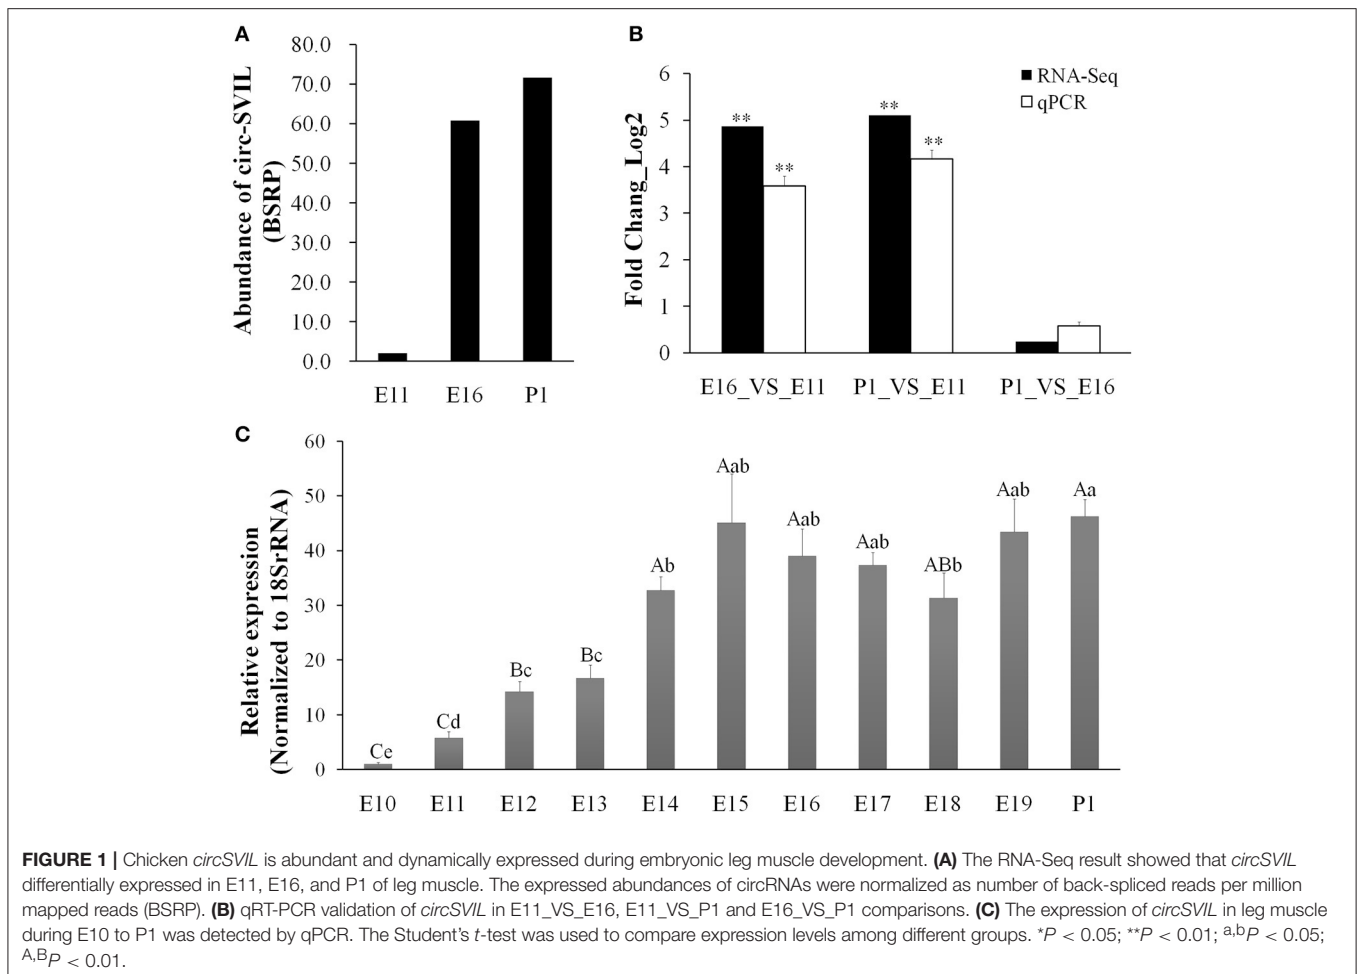 A
Abundance of circ-SVIL
(BSRP)
80.0
70.0
60.0
50.0
40.0
30.0
20.0
10.0
0.0
E11 E16 P1
B
Fold Chang_Log2
6
5
4
3
2
1
0
RNA-Seq
qPCR
** ** ** **
E16_VS_E11 P1_VS_E11 P1_VS_E16
C
Relative expression
(Normalized to 18SrRNA)
60
50
40
30
20
10
0
Ce Cd Bc Bc Ab Aab Aab Aab ABb Aab Aa
E10 E11 E12 E13 E14 E15 E16 E17 E18 E19 P1
FIGURE 1 | Chicken circSVIL is abundant and dynamically expressed during embryonic leg muscle development. (A) The RNA-Seq result showed that circSVIL
differentially expressed in E11, E16, and P1 of leg muscle. The expressed abundances of circRNAs were normalized as number of back-spliced reads per million
mapped reads (BSRP). (B) qRT-PCR validation of circSVIL in E11_VS_E16, E11_VS_P1 and E16_VS_P1 comparisons. (C) The expression of circSVIL in leg muscle
during E10 to P1 was detected by qPCR. The Student's t-test was used to compare expression levels among different groups. *P < 0.05; **P < 0.01; a,bP < 0.05;
A,BP < 0.01.